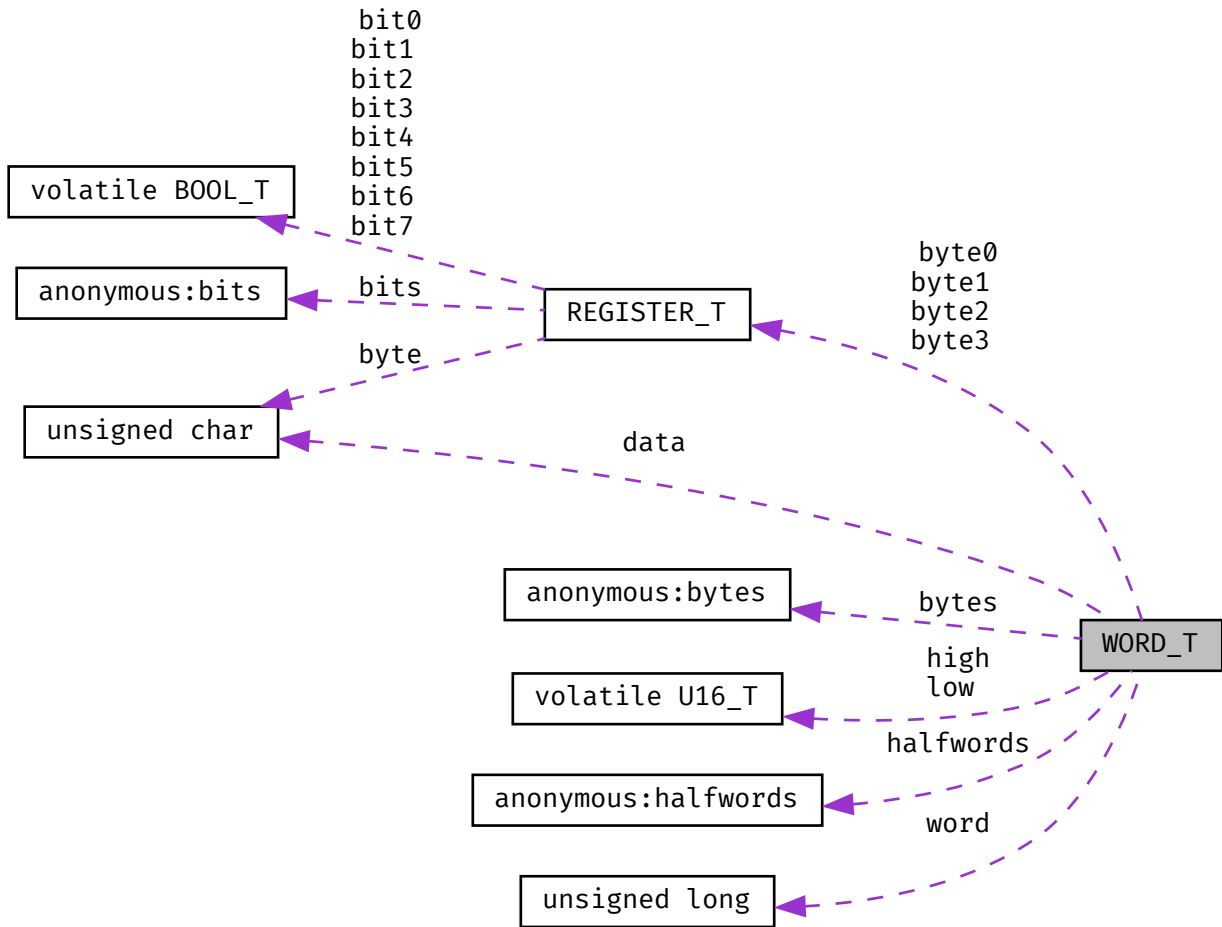 bit0
bit1
bit2
bit3
bit4
bit5
bit6
bit7
volatile BOOL_T
byte0
byte1
byte2
byte3
anonymous:bits
bits
REGISTER_T
byte
unsigned char
data
anonymous:bytes
bytes
WORD_T
high
low
volatile U16_T
halfwords
anonymous:halfwords
word
unsigned long